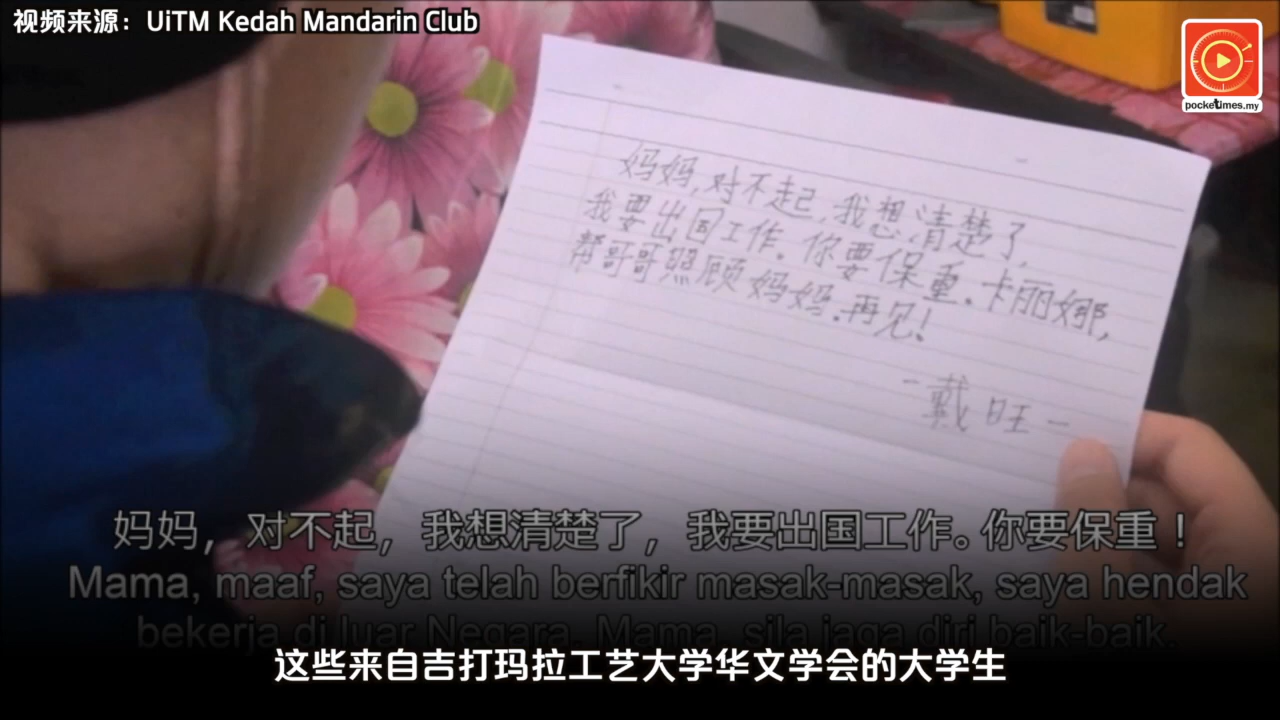 视频来源：UiTM Kedah Mandarin Club
pocketimes.my
妈妈,对不起,我想清楚了,
我要出国工作.你要保重.卡丽娜,
帮哥哥照顾妈妈.再见!
-戴旺-
妈妈，对不起，我想清楚了，我要出国工作。你要保重！
Mama, maaf, saya telah berfikir masak-masak, saya hendak
bekerja di luar Negara. Mama, sila jaga diri baik-baik.
这些来自吉打玛拉工艺大学华文学会的大学生